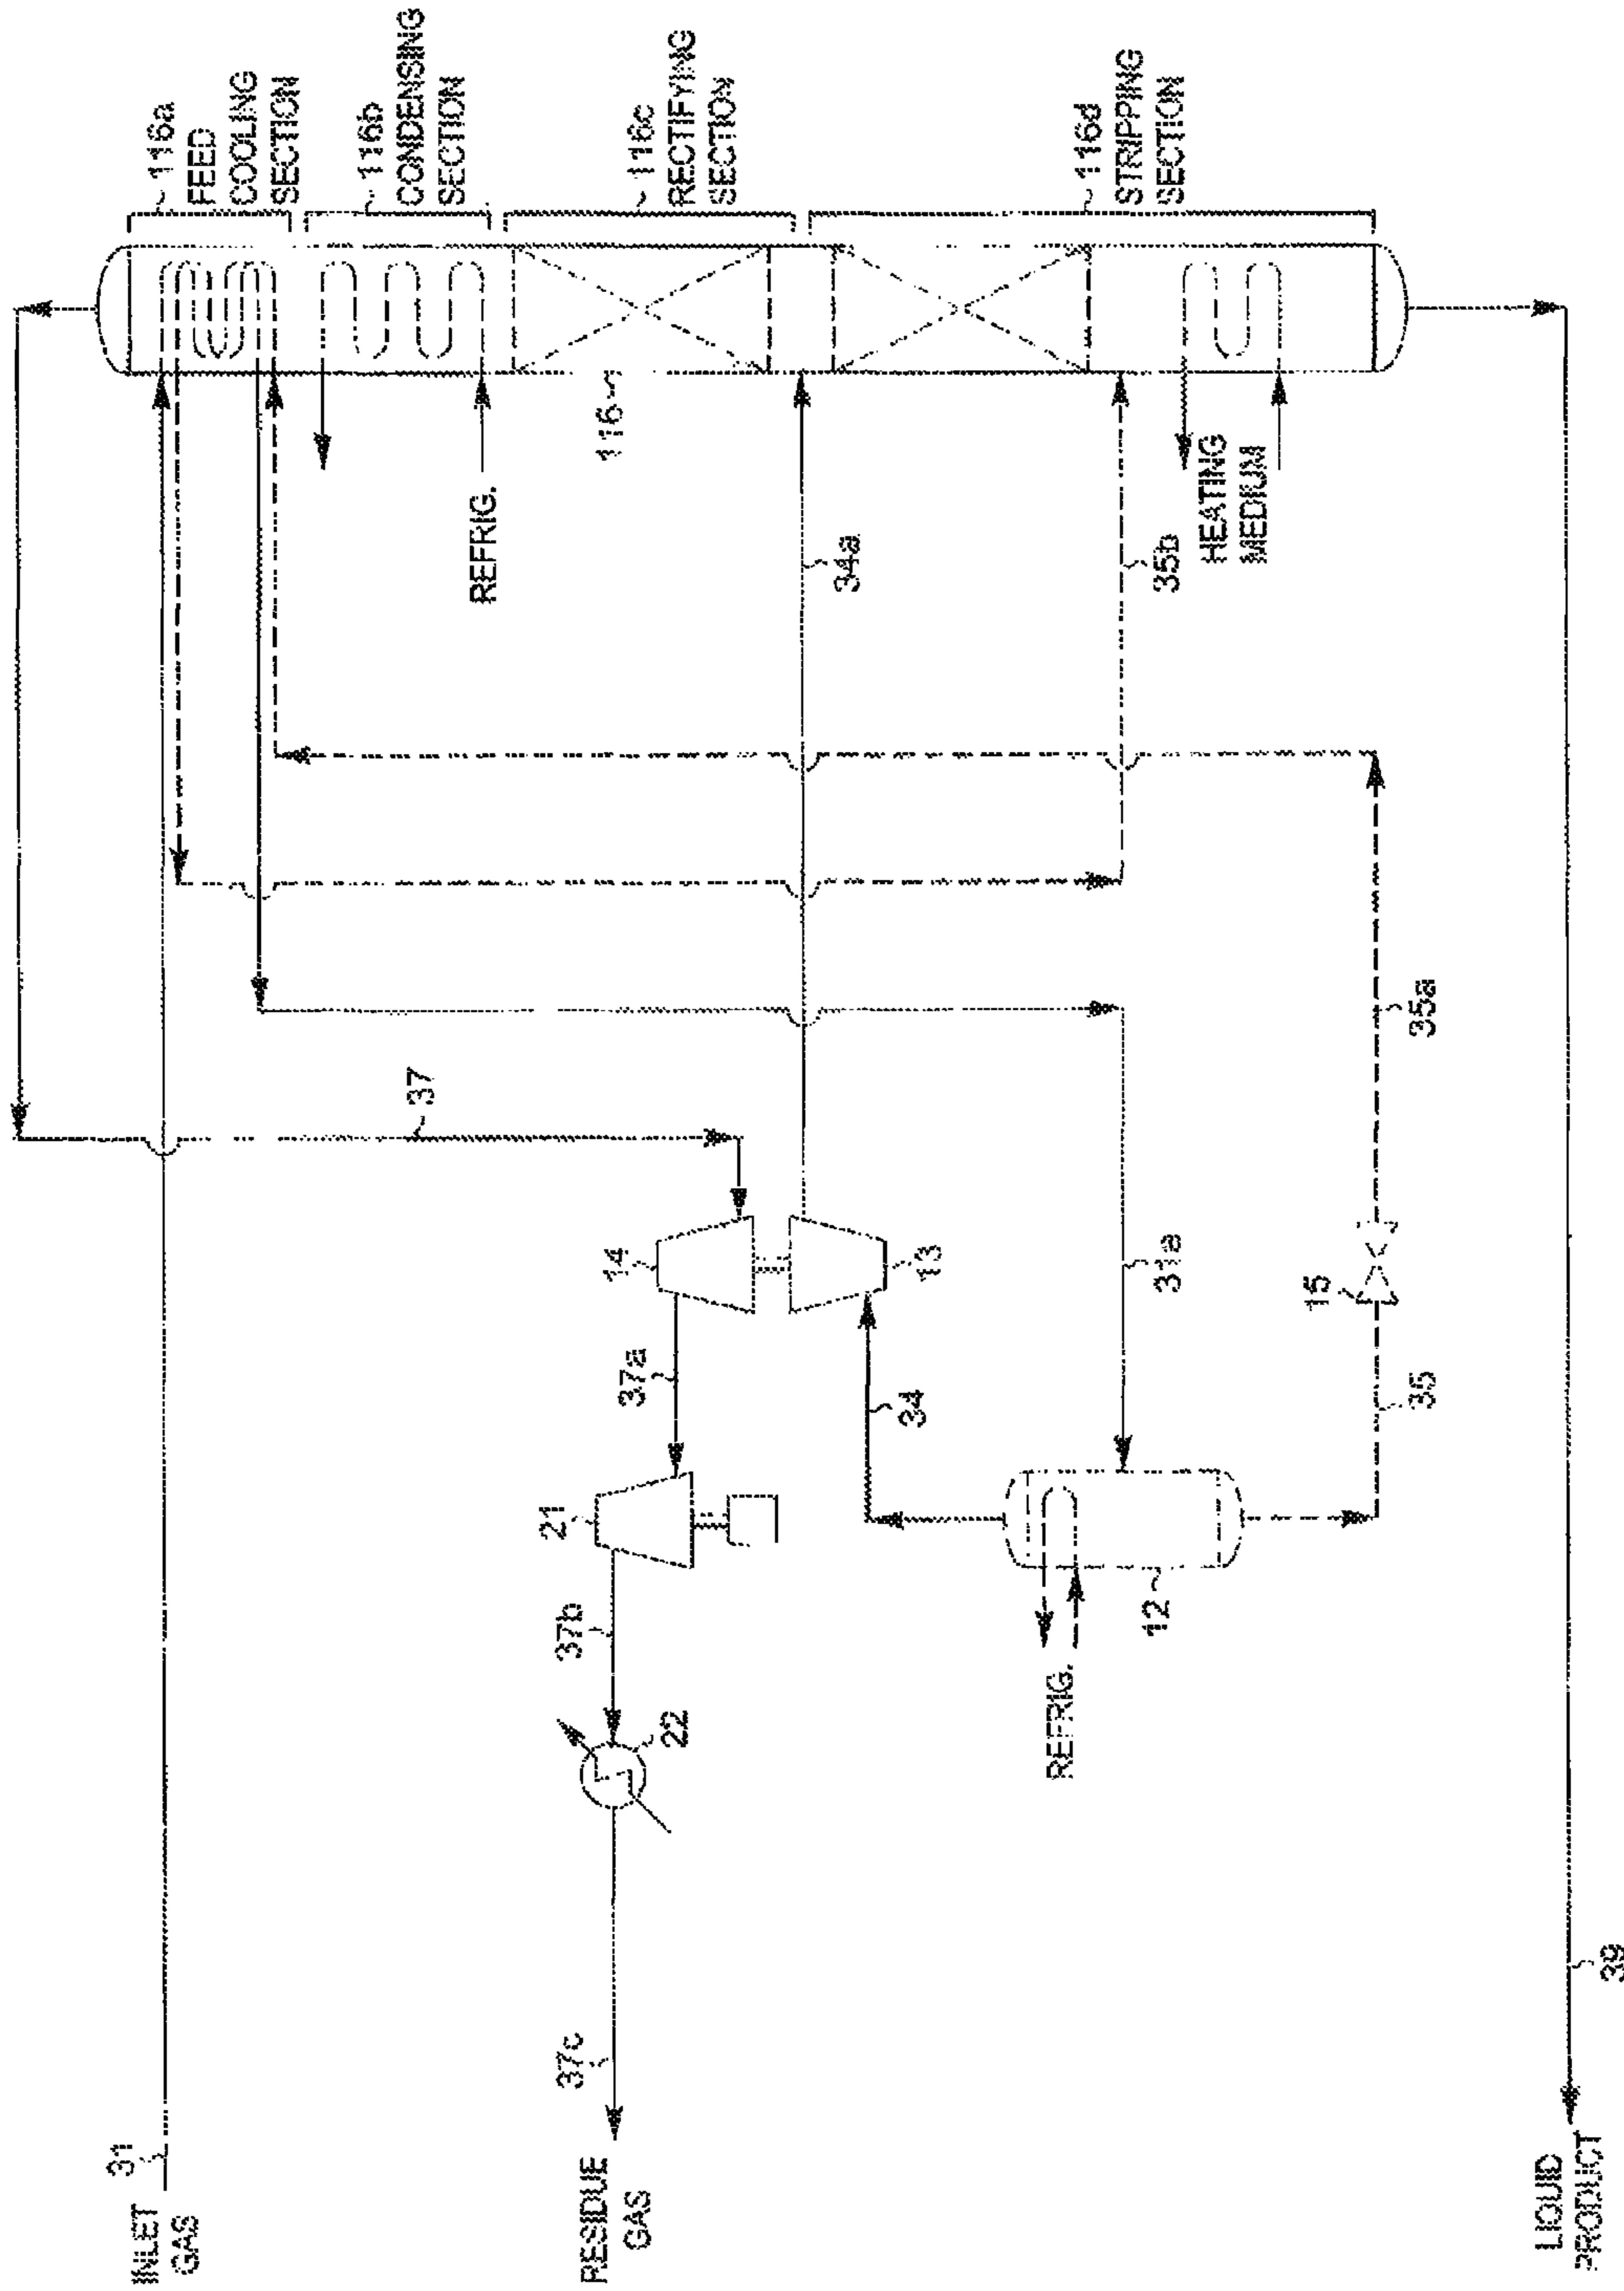 INLET
GAS
31
RESIDUE
GAS
37c
22
37b
21
37a
14
37
13
34
REFRIG.
12
31a
15
35
35a
LIQUID
PRODUCT
39
34a
35b
116
REFRIG.
HEATING
MEDIUM
116a
FEED
COOLING
SECTION
116b
CONDENSING
SECTION
116c
RECTIFYING
SECTION
116d
STRIPPING
SECTION